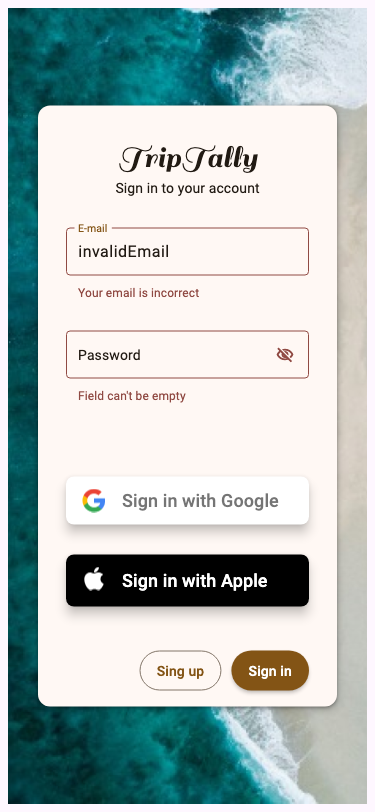 TripTally
Sign in to your account
E-mail
invalidEmail
Your email is incorrect
Password
Field can't be empty
Sign in with Google
Sign in with Apple
Sing up
Sign in